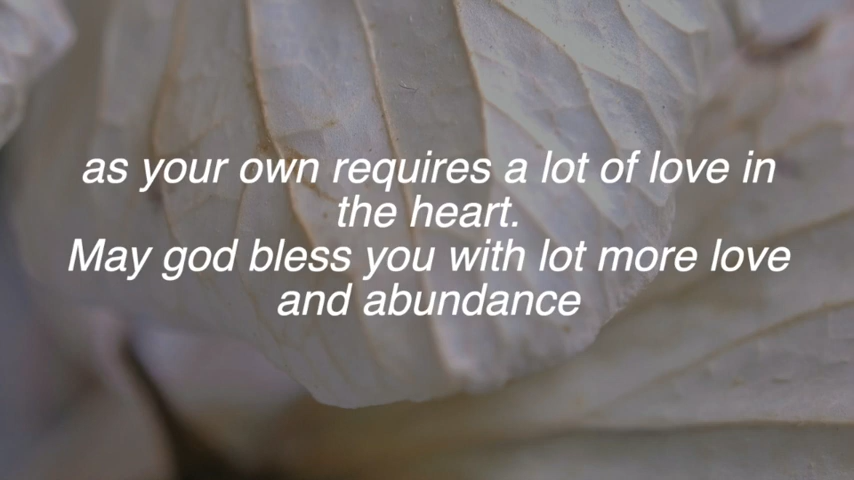 as your own requires a lot of love in
the heart.
May god bless you with lot more love
and abundance